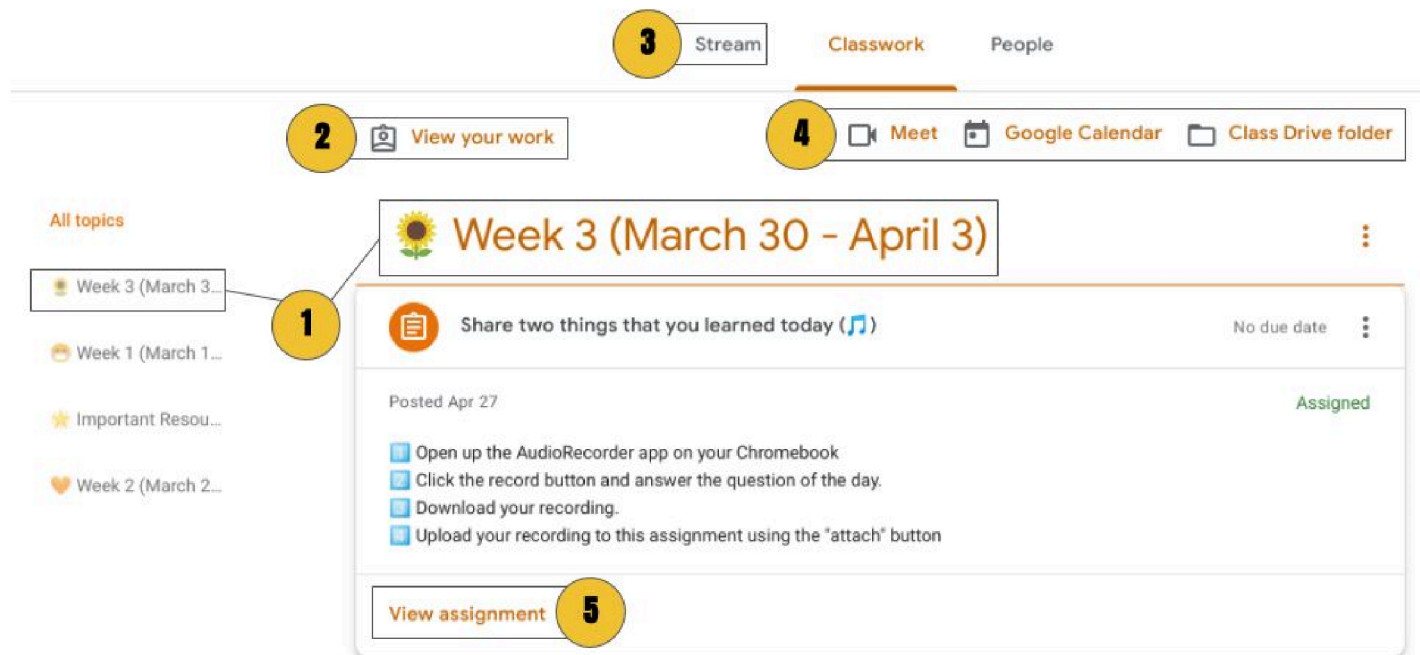 3 Stream Classwork People
2 View your work 4 Meet Google Calendar Class Drive folder
All topics
🌻 Week 3 (March 30 - April 3)
🌻 Week 3 (March 3...
1
Share two things that you learned today (🎵) No due date
😷 Week 1 (March 1...
Posted Apr 27 Assigned
⭐ Important Resou...
1️⃣ Open up the AudioRecorder app on your Chromebook
2️⃣ Click the record button and answer the question of the day.
🧡 Week 2 (March 2...
3️⃣ Download your recording.
4️⃣ Upload your recording to this assignment using the "attach" button
View assignment 5